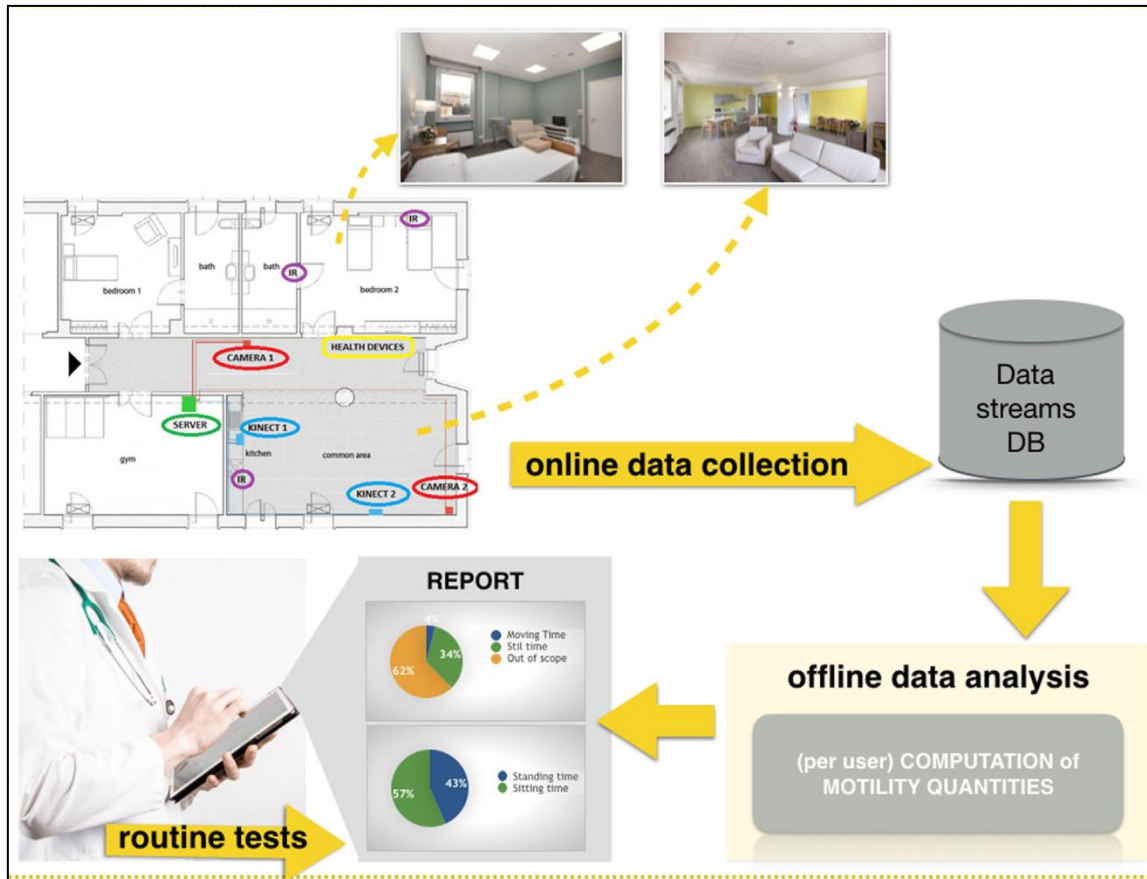 IR
bath
bath
IR
bedroom 1
bedroom 2
HEALTH DEVICES
CAMERA 1
SERVER
KINECT 1
gym
kitchen
common area
IR
KINECT 2
CAMERA 2
online data collection
Data
streams
DB
offline data analysis
(per user) COMPUTATION of
MOTILITY QUANTITIES
REPORT
4%
34%
62%
Moving Time
Stil time
Out of scope
43%
57%
Standing time
Sitting time
routine tests